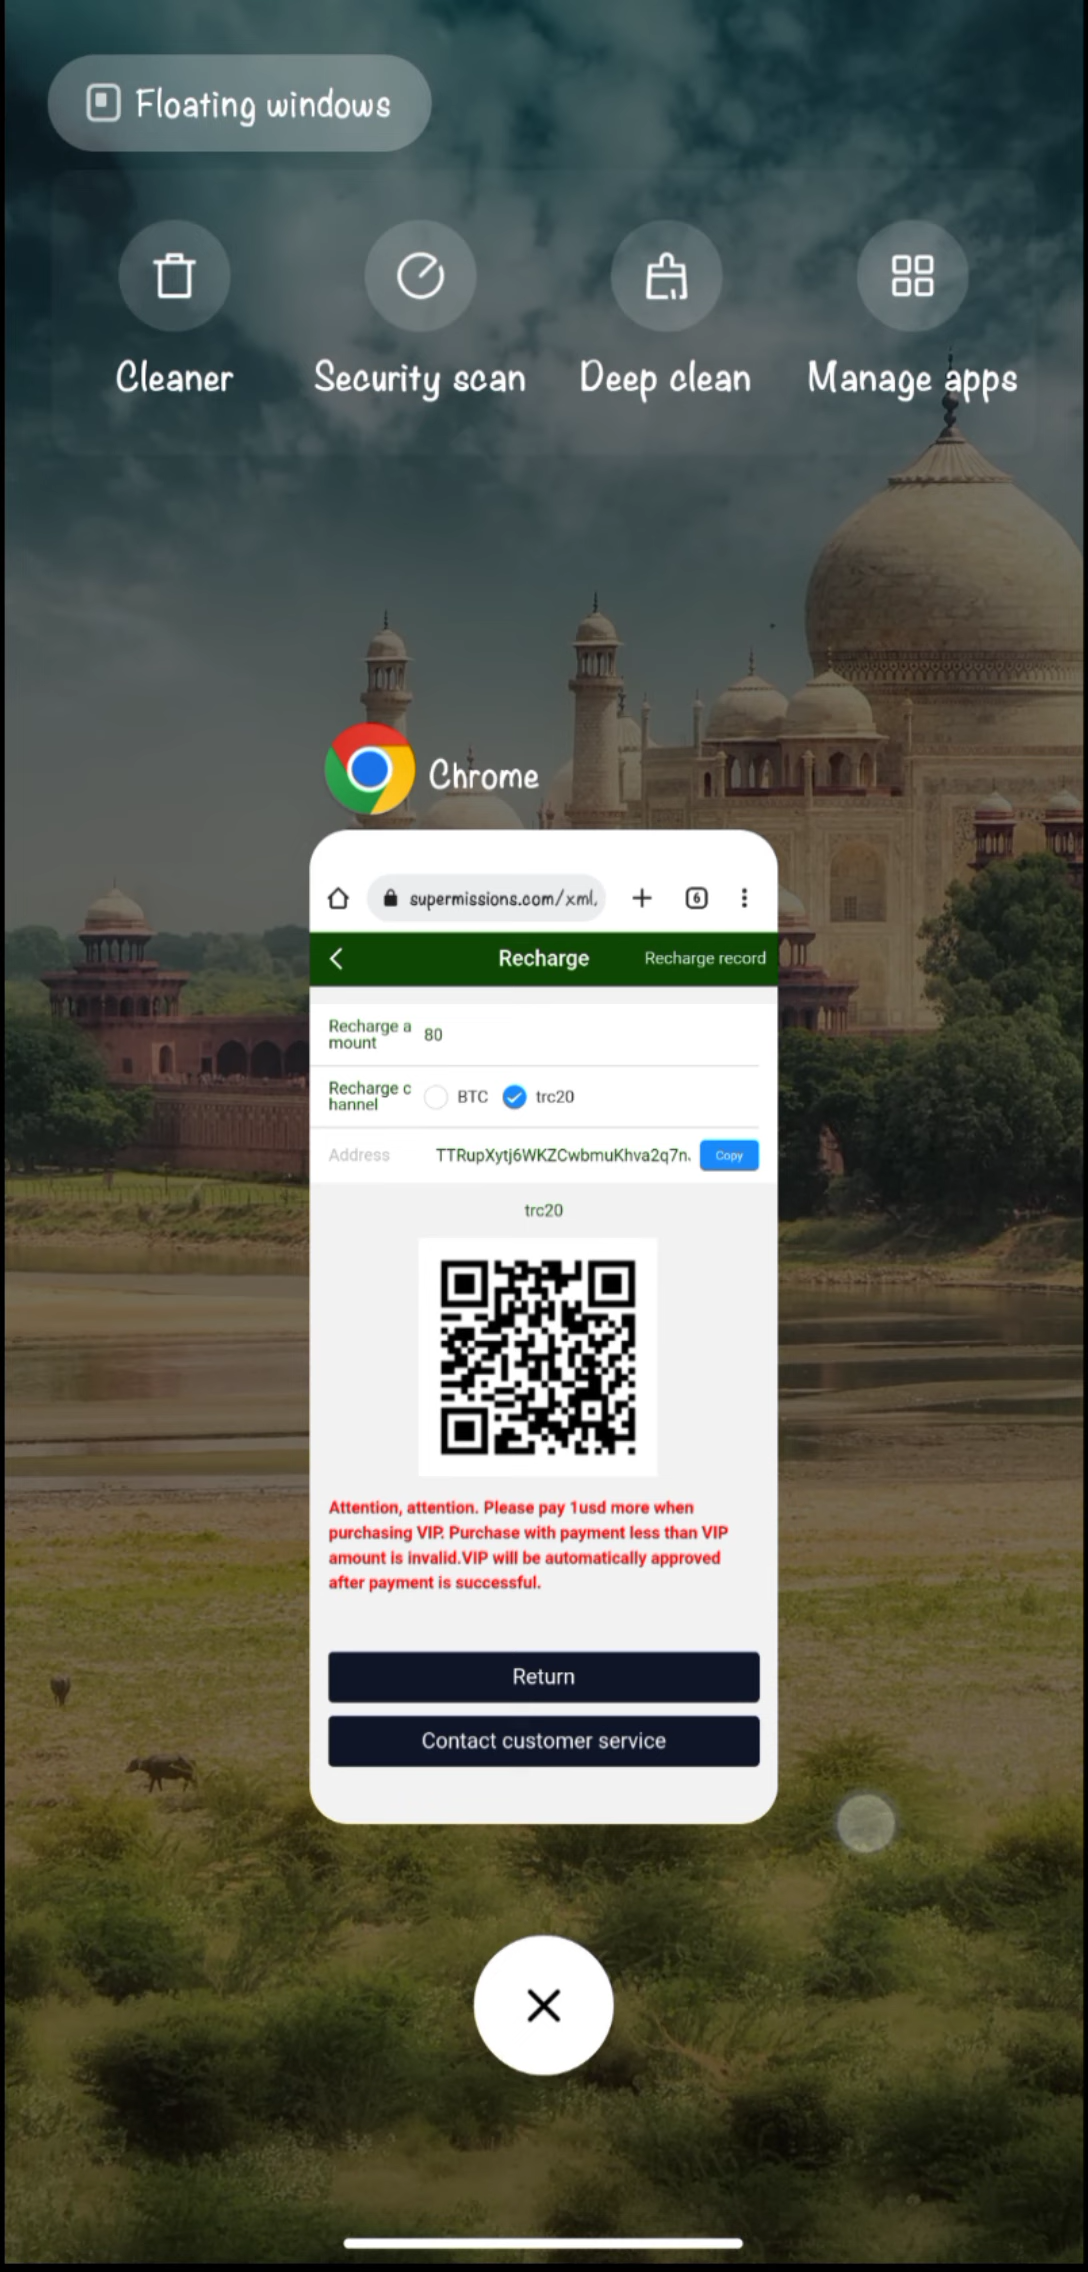 Floating windows
Cleaner
Security scan
Deep clean
Manage apps
Chrome
supermissions.com/xml.
6
Recharge
Recharge record
Recharge a
mount
80
Recharge c
hannel
BTC
trc20
Address
TTRupXytj6WKZCwbmuKhva2q7n.
Copy
trc20
Attention, attention. Please pay 1usd more when
purchasing VIP. Purchase with payment less than VIP
amount is invalid.VIP will be automatically approved
after payment is successful.
Return
Contact customer service